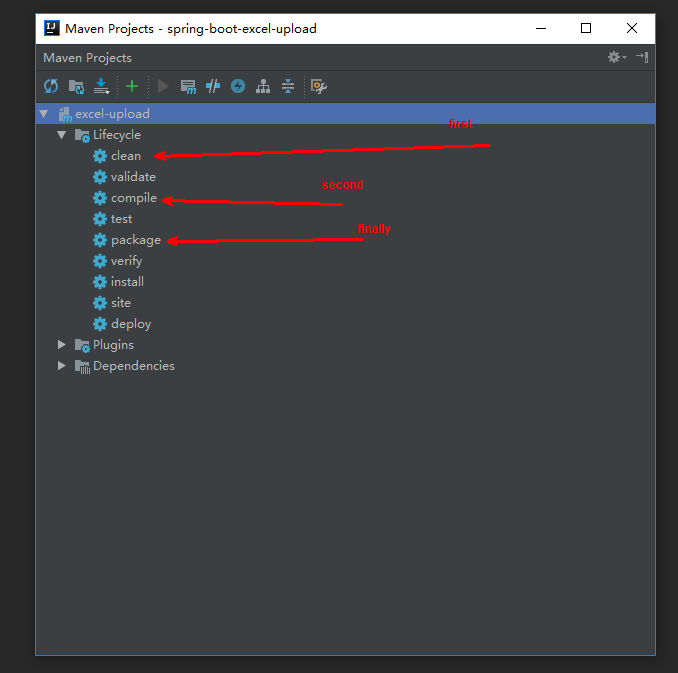 Maven Projects - spring-boot-excel-upload
Maven Projects
excel-upload
Lifecycle
first
clean
validate
second
compile
test
finally
package
verify
install
site
deploy
Plugins
Dependencies